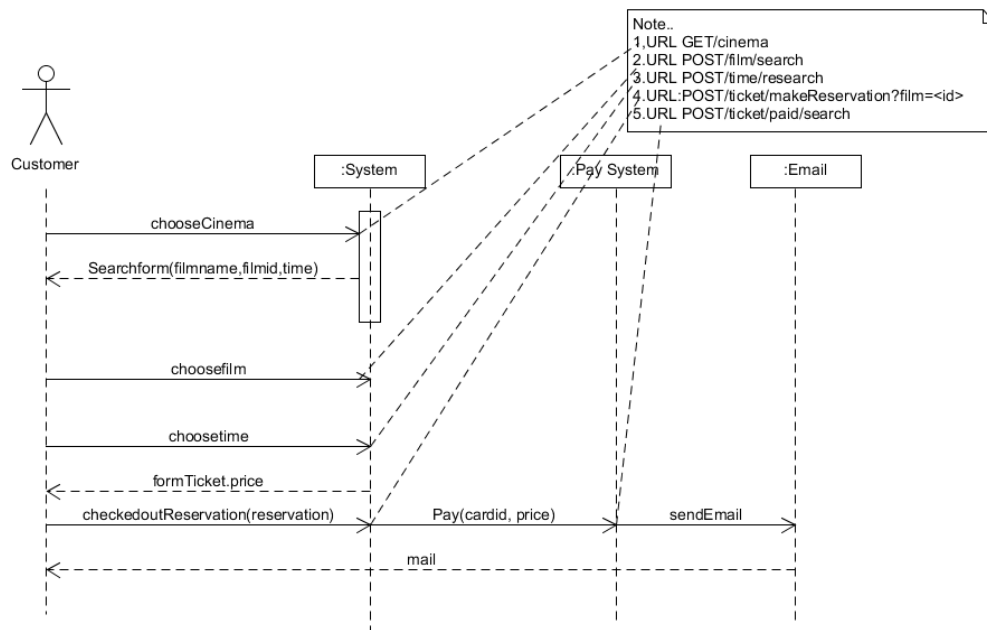 Note..
1,URL GET/cinema
2.URL POST/film/search
3.URL POST/time/research
4.URL:POST/ticket/makeReservation?film=<id>
5.URL POST/ticket/paid/search
Customer
:System
:Pay System
:Email
chooseCinema
Searchform(filmname,filmid,time)
choosefilm
choosetime
formTicket.price
checkedoutReservation(reservation)
Pay(cardid, price)
sendEmail
mail